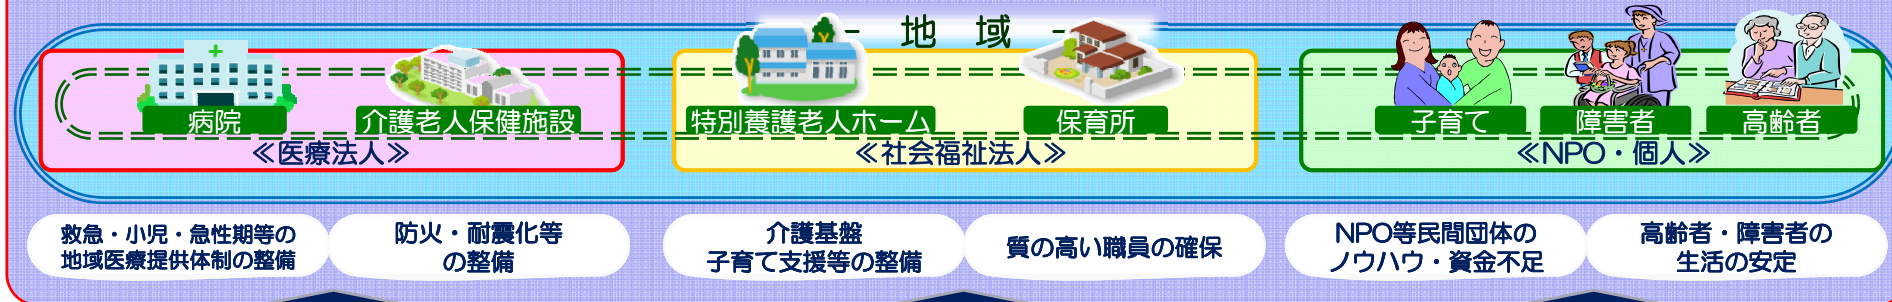 - 地 域 -
病院
介護老人保健施設
特別養護老人ホーム
保育所
子育て
障害者
高齢者
≪医療法人≫
≪社会福祉法人≫
≪NPO・個人≫
救急・小児・急性期等の
地域医療提供体制の整備
防火・耐震化等
の整備
介護基盤
子育て支援等の整備
質の高い職員の確保
NPO等民間団体の
ノウハウ・資金不足
高齢者・障害者の
生活の安定